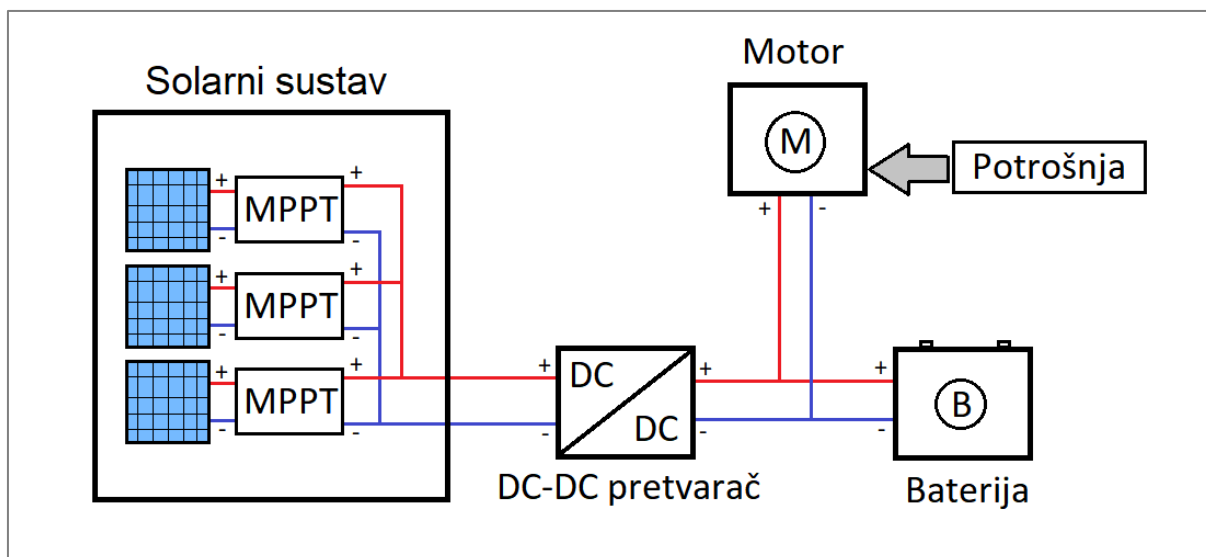 Solarni sustav
Motor
M
Potrošnja
+ + - - MPPT
+ + - - MPPT
+ + - - MPPT
+ -
+ - DC DC + -
+ - B
DC-DC pretvarač
Baterija